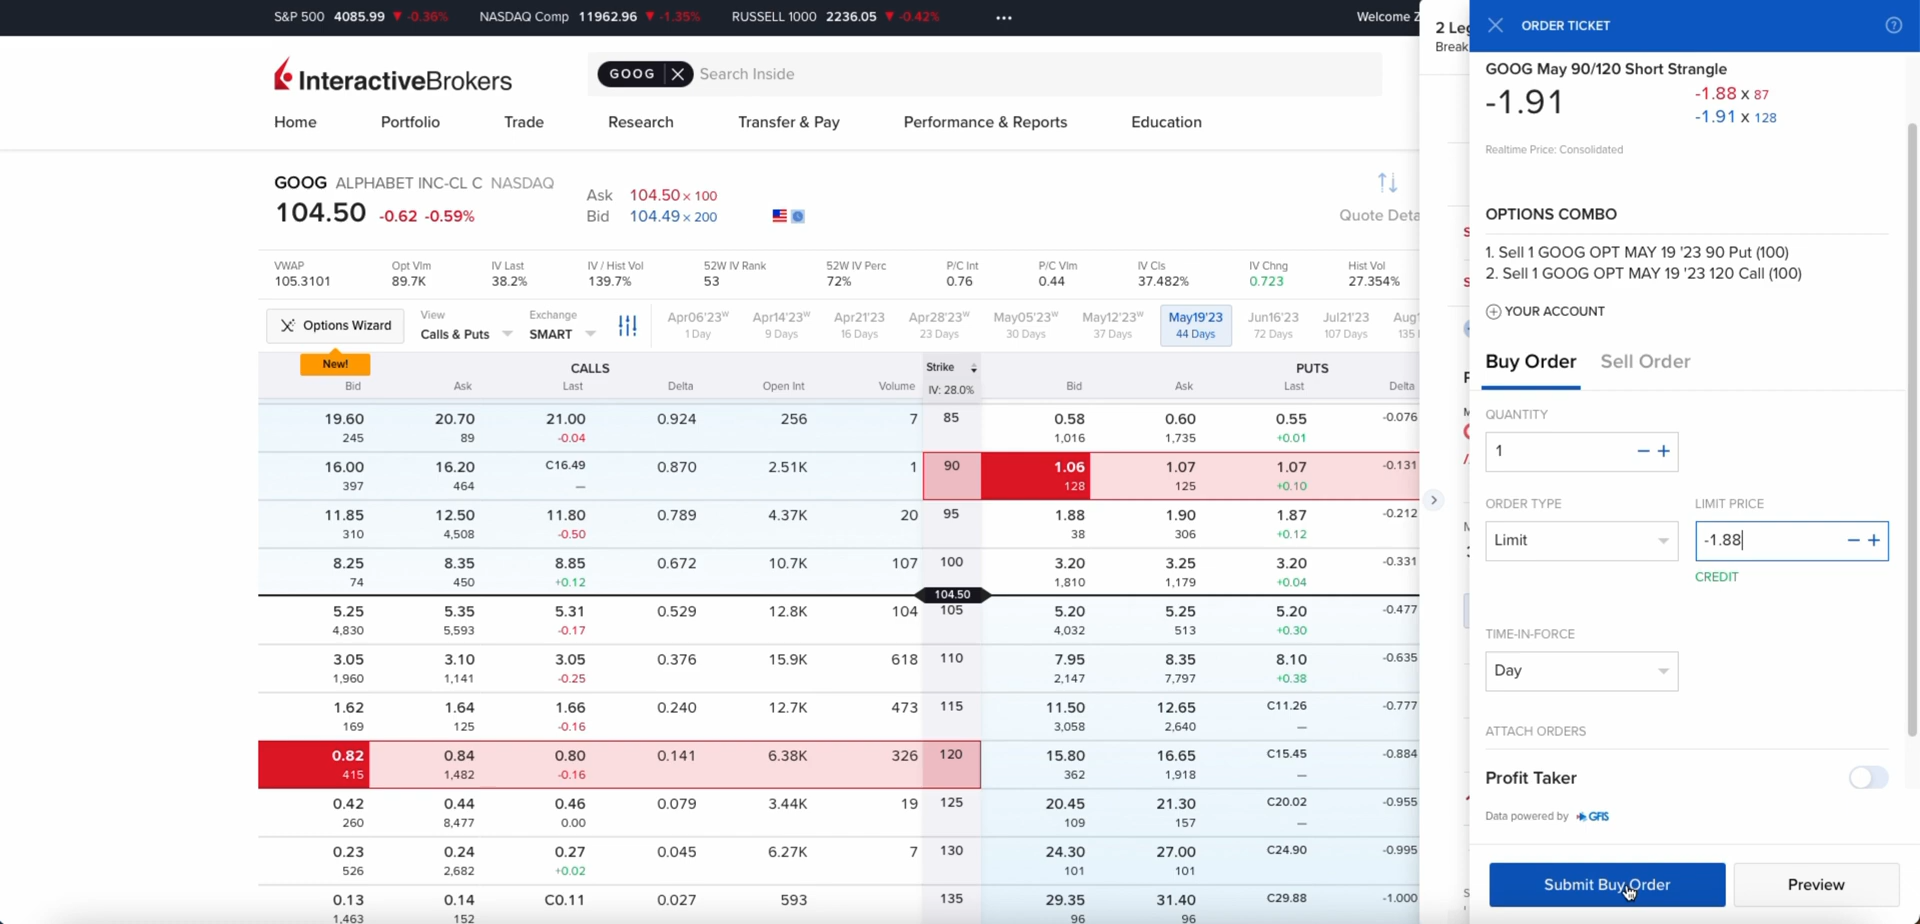 S&P 500 4085.99 ▼ -0.36% NASDAQ Comp 11962.96 ▼ -1.35% RUSSELL 1000 2236.05 ▼ -0.42% ••• Welcome Z
InteractiveBrokers
GOOG Search Inside
Home Portfolio Trade Research Transfer & Pay Performance & Reports Education
GOOG ALPHABET INC-CL C NASDAQ
104.50 -0.62 -0.59%
Ask 104.50 × 100
Bid 104.49 × 200
Quote Deta
VWAP Opt Vlm IV Last IV / Hist Vol 52W IV Rank 52W IV Perc P/C Int P/C Vlm IV Cls IV Chng Hist Vol
105.3101 89.7K 38.2% 139.7% 53 72% 0.76 0.44 37.482% 0.723 27.354%
Options Wizard
New!
View
Calls & Puts
Exchange
SMART
Apr06'23W Apr14'23W Apr21'23 Apr28'23W May05'23W May12'23W May19'23 Jun16'23 Jul21'23 Aug'
1 Day 9 Days 16 Days 23 Days 30 Days 37 Days 44 Days 72 Days 107 Days 135
CALLS Strike PUTS
Bid Ask Last Delta Open Int Volume IV: 28.0% Bid Ask Last Delta
19.60 20.70 21.00 0.924 256 7 85 0.58 0.60 0.55 -0.076
245 89 -0.04 1,016 1,735 +0.01
16.00 16.20 C16.49 0.870 2.51K 1 90 1.06 1.07 1.07 -0.131
397 464 — 128 125 +0.10
11.85 12.50 11.80 0.789 4.37K 20 95 1.88 1.90 1.87 -0.212
310 4,508 -0.50 38 306 +0.12
8.25 8.35 8.85 0.672 10.7K 107 100 3.20 3.25 3.20 -0.331
74 450 +0.12 1,810 1,179 +0.04
104.50
5.25 5.35 5.31 0.529 12.8K 104 105 5.20 5.25 5.20 -0.477
4,830 5,593 -0.17 4,032 513 +0.30
3.05 3.10 3.05 0.376 15.9K 618 110 7.95 8.35 8.10 -0.635
1,960 1,141 -0.25 2,147 7,797 +0.38
1.62 1.64 1.66 0.240 12.7K 473 115 11.50 12.65 C11.26 -0.777
169 125 -0.16 3,058 2,640 —
0.82 0.84 0.80 0.141 6.38K 326 120 15.80 16.65 C15.45 -0.884
415 1,482 -0.16 362 1,918 —
0.42 0.44 0.46 0.079 3.44K 19 125 20.45 21.30 C20.02 -0.955
260 8,477 0.00 109 157 —
0.23 0.24 0.27 0.045 6.27K 7 130 24.30 27.00 C24.90 -0.995
526 2,682 +0.02 101 101
0.13 0.14 C0.11 0.027 593 135 29.35 31.40 C29.88 -1.000
1,463 152 96 96
2 Leg
Break
ORDER TICKET
GOOG May 90/120 Short Strangle
-1.91
-1.88 x 87
-1.91 x 128
Realtime Price: Consolidated
OPTIONS COMBO
1. Sell 1 GOOG OPT MAY 19 '23 90 Put (100)
2. Sell 1 GOOG OPT MAY 19 '23 120 Call (100)
YOUR ACCOUNT
Buy Order Sell Order
QUANTITY
1 − +
ORDER TYPE LIMIT PRICE
Limit -1.88 − +
CREDIT
TIME-IN-FORCE
Day
ATTACH ORDERS
Profit Taker
Data powered by GFIS
Submit Buy Order Preview